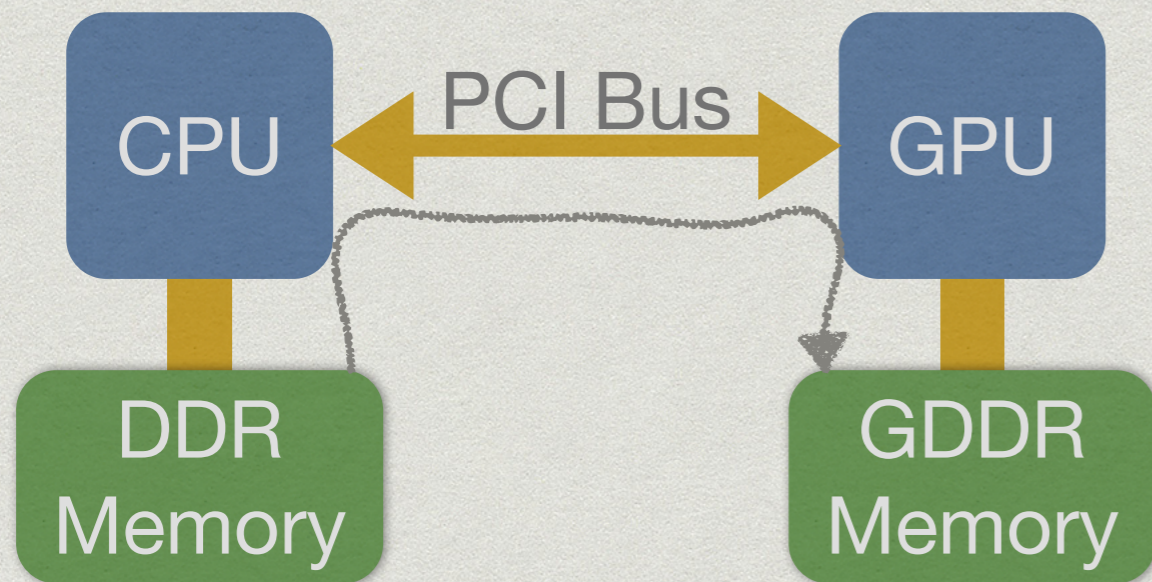 CPU
PCI Bus
GPU
DDR
Memory
GDDR
Memory